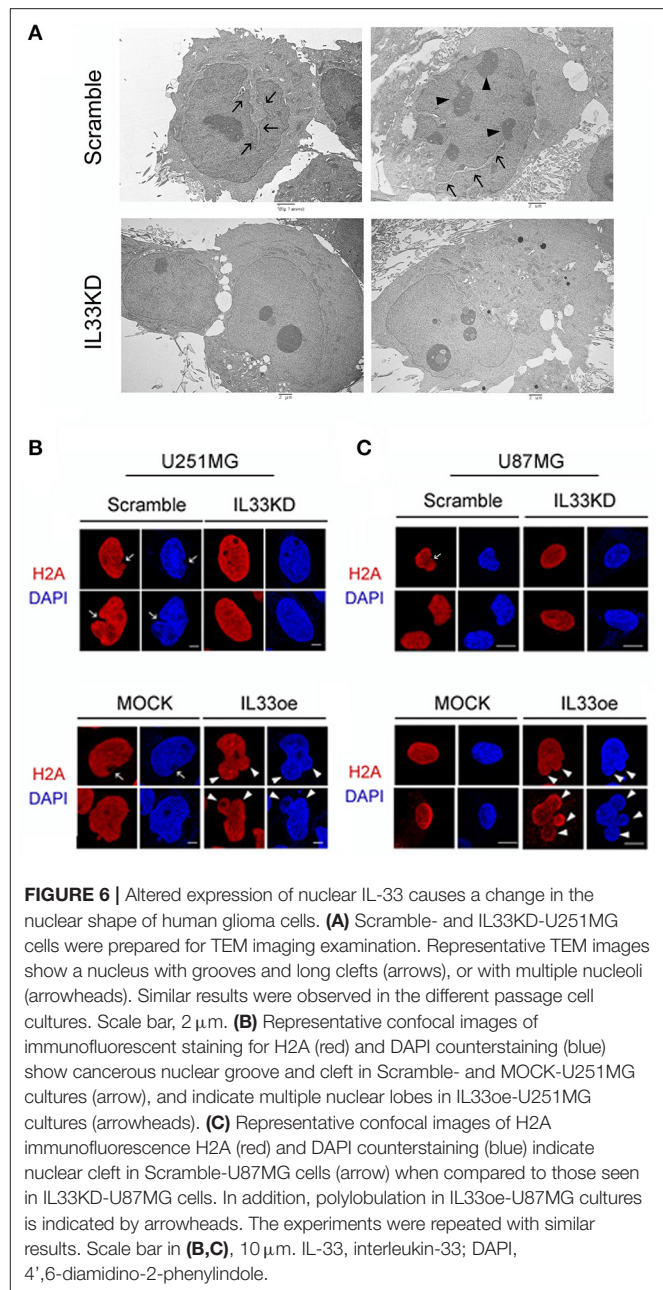 A
Scramble
2 µm
IL33KD
2 µm
2 µm
B
U251MG
Scramble
IL33KD
H2A
DAPI
MOCK
IL33oe
H2A
DAPI
C
U87MG
Scramble
IL33KD
H2A
DAPI
MOCK
IL33oe
H2A
DAPI
FIGURE 6 | Altered expression of nuclear IL-33 causes a change in the
nuclear shape of human glioma cells. (A) Scramble- and IL33KD-U251MG
cells were prepared for TEM imaging examination. Representative TEM images
show a nucleus with grooves and long clefts (arrows), or with multiple nucleoli
(arrowheads). Similar results were observed in the different passage cell
cultures. Scale bar, 2 µm. (B) Representative confocal images of
immunofluorescent staining for H2A (red) and DAPI counterstaining (blue)
show cancerous nuclear groove and cleft in Scramble- and MOCK-U251MG
cultures (arrow), and indicate multiple nuclear lobes in IL33oe-U251MG
cultures (arrowheads). (C) Representative confocal images of H2A
immunofluorescence H2A (red) and DAPI counterstaining (blue) indicate
nuclear cleft in Scramble-U87MG cells (arrow) when compared to those seen
in IL33KD-U87MG cells. In addition, polylobulation in IL33oe-U87MG cultures
is indicated by arrowheads. The experiments were repeated with similar
results. Scale bar in (B,C), 10 µm. IL-33, interleukin-33; DAPI,
4’,6-diamidino-2-phenylindole.